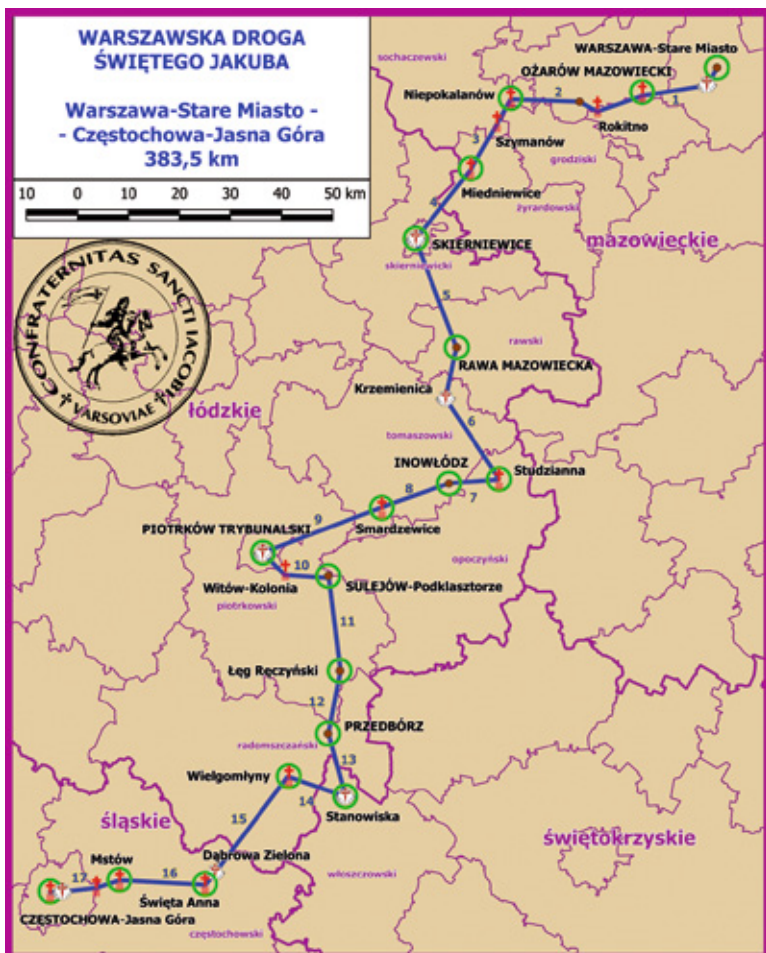 WARSZAWSKA DROGA
ŚWIĘTEGO JAKUBA
Warszawa-Stare Miasto -
- Częstochowa-Jasna Góra
383,5 km
10 0 10 20 30 40 50 km
CONFRATERNITAS SANCTI IACOBI
VARSOVIAE
sochaczewski
WARSZAWA-Stare Miasto
OŻARÓW MAZOWIECKI
Niepokalanów
2
1
Rokitno
3
Szymanów
grodziski
Miedniewice
4
żyrardowski
SKIERNIEWICE
mazowieckie
skierniewicki
5
rawski
RAWA MAZOWIECKA
Krzemienica
łódzkie
6
tomaszowski
INOWŁÓDZ
Studzianna
7
8
9
Smardzewice
PIOTRKÓW TRYBUNALSKI
opoczyński
10
Witów-Kolonia
SULEJÓW-Podklasztorze
piotrkowski
11
Łęg Ręczyński
12
PRZEDBÓRZ
radomszczański
13
Wielgomłyny
14
Stanowiska
15
śląskie
świętokrzyskie
Dąbrowa Zielona
Mstów
włoszczowski
17
16
Święta Anna
CZĘSTOCHOWA-Jasna Góra
częstochowski